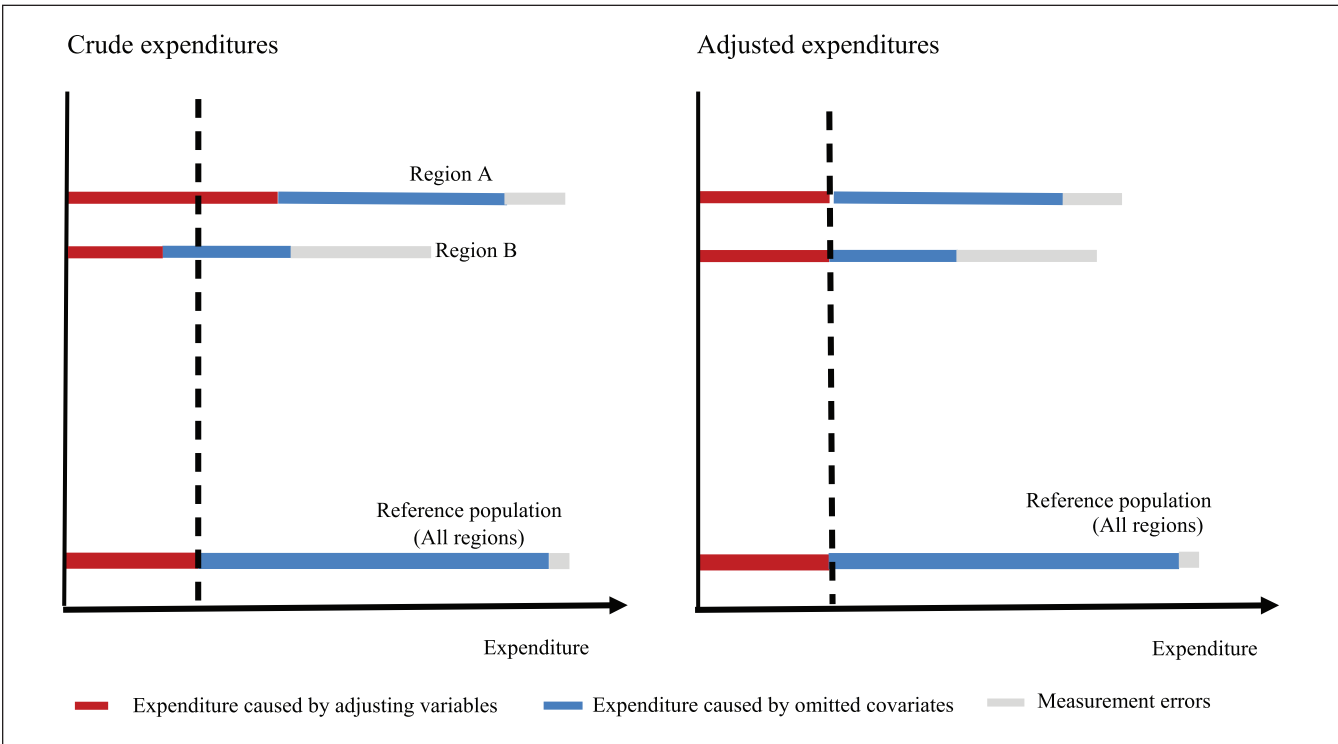 Crude expenditures
Region A
Region B
Reference population
(All regions)
Expenditure
Adjusted expenditures
Reference population
(All regions)
Expenditure
Expenditure caused by adjusting variables
Expenditure caused by omitted covariates
Measurement errors